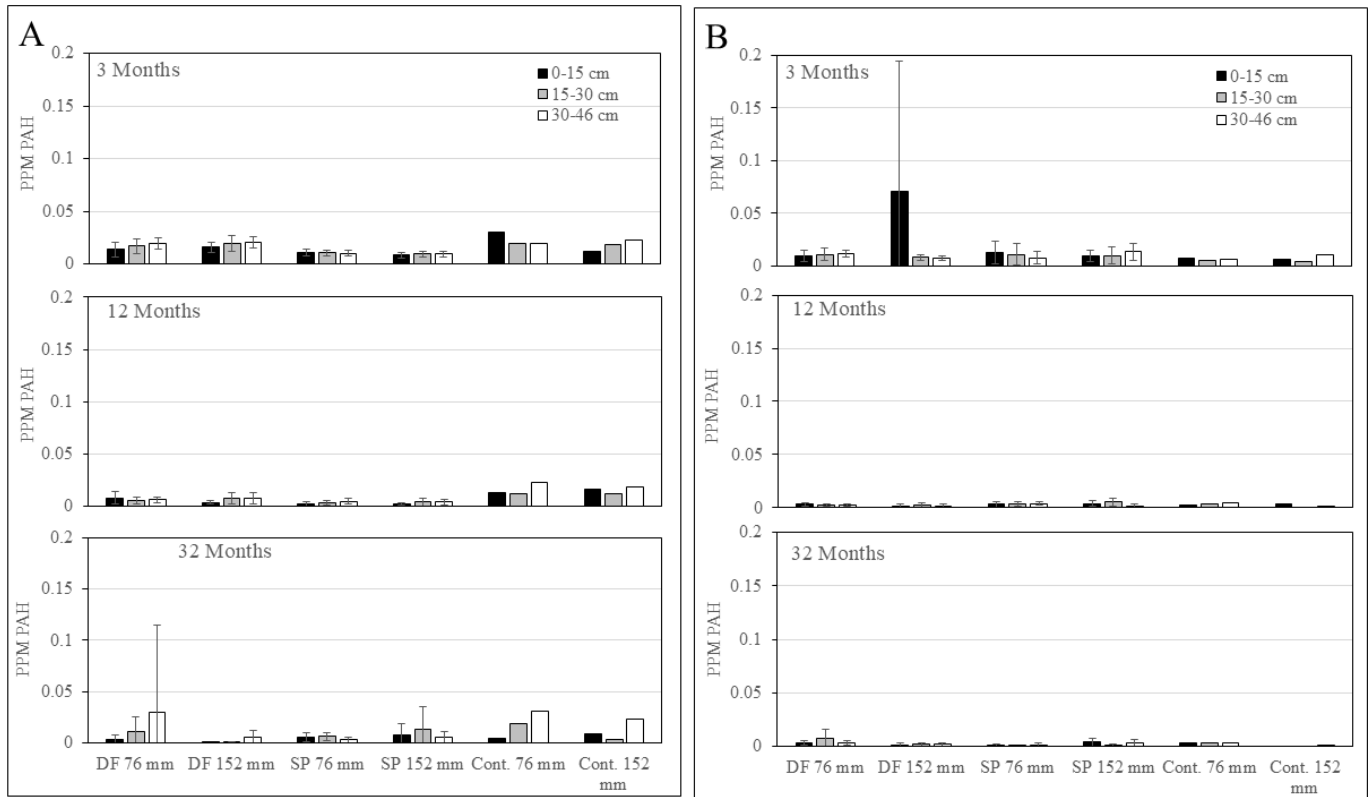 A
0.2
3 Months
0-15 cm
15-30 cm
30-46 cm
0.15
0.1
0.05
0
PPM PAH
0.2
12 Months
0.15
0.1
0.05
0
PPM PAH
0.2
32 Months
0.15
0.1
0.05
0
PPM PAH
DF 76 mm DF 152 mm SP 76 mm SP 152 mm Cont. 76 mm Cont. 152
mm
B
0.2
3 Months
0-15 cm
15-30 cm
30-46 cm
0.15
0.1
0.05
0
PPM PAH
0.2
12 Months
0.15
0.1
0.05
0
PPM PAH
0.2
32 Months
0.15
0.1
0.05
0
PPM PAH
DF 76 mm DF 152 mm SP 76 mm SP 152 mm Cont. 76 mm Cont. 152
mm